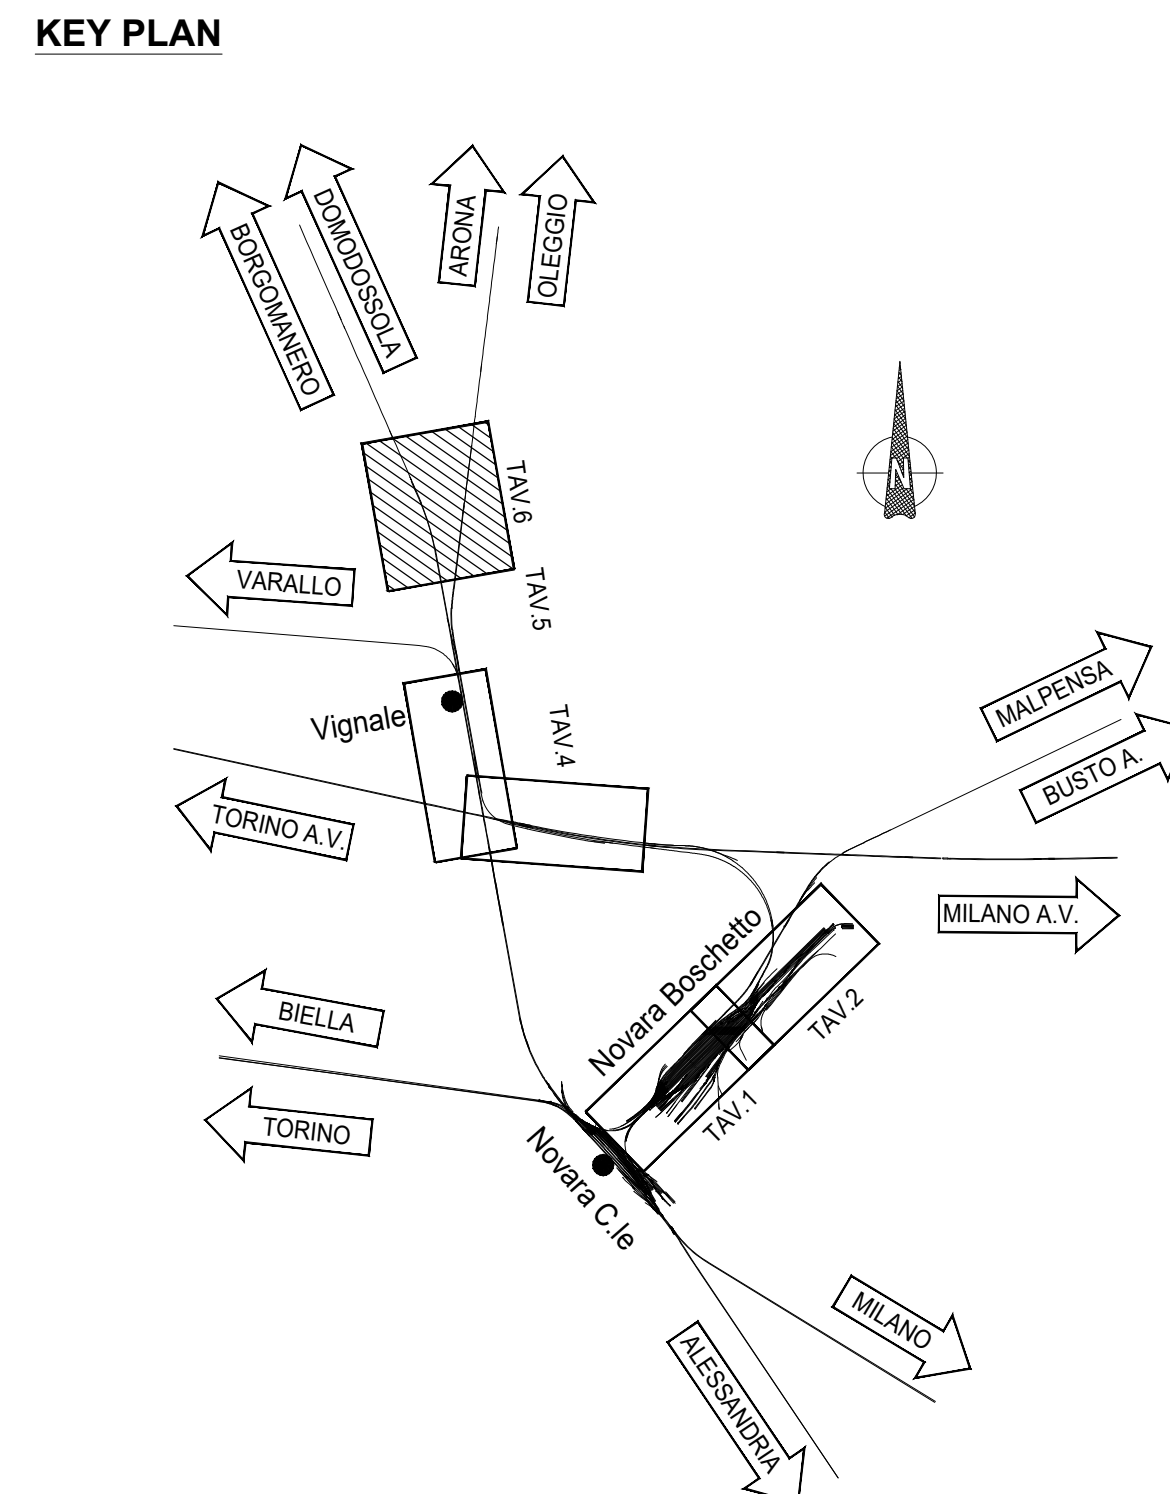 KEY PLAN
BORGOMANERO
DOMODOSSOLA
ARONA
OLEGGIO
N
TAV.6
VARALLO
TAV.5
MALPENSA
Vignale
TAV.4
BUSTO A.
TORINO A.V.
MILANO A.V.
Novara Boschetto
BIELLA
TAV.2
TORINO
TAV.1
Novara C.le
MILANO
ALESSANDRIA